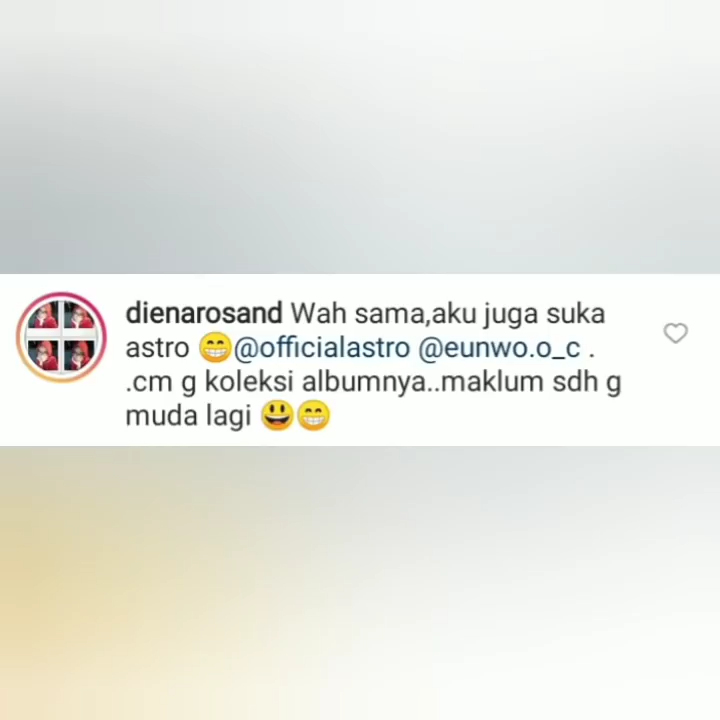 dienarosand Wah sama,aku juga suka
astro 😁@officialastro @eunwo.o_c .
.cm g koleksi albumnya..maklum sdh g
muda lagi 😃😁